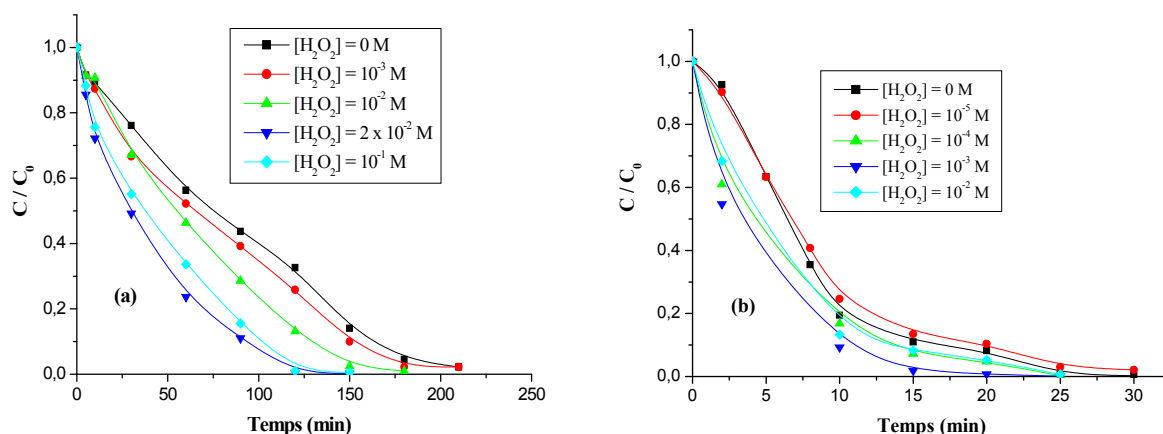 1,0
0,8
0,6
0,4
0,2
0,0
C / C₀
[H₂O₂] = 0 M
[H₂O₂] = 10⁻³ M
[H₂O₂] = 10⁻² M
[H₂O₂] = 2 x 10⁻² M
[H₂O₂] = 10⁻¹ M
(a)
0 50 100 150 200 250
Temps (min)
1,0
0,8
0,6
0,4
0,2
0,0
C / C₀
[H₂O₂] = 0 M
[H₂O₂] = 10⁻⁵ M
[H₂O₂] = 10⁻⁴ M
[H₂O₂] = 10⁻³ M
[H₂O₂] = 10⁻² M
(b)
0 5 10 15 20 25 30
Temps (min)